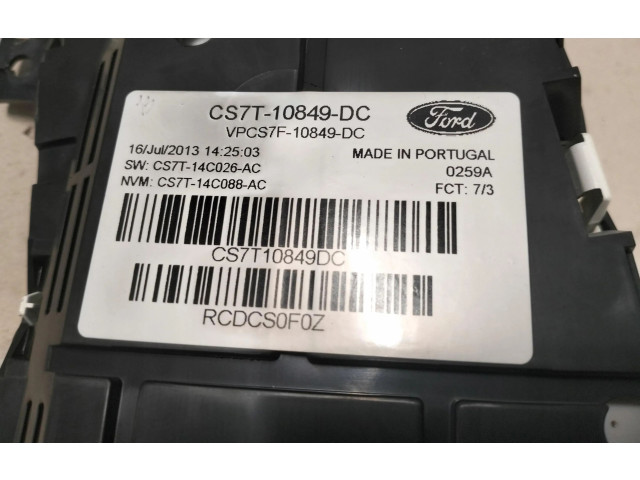 CS7T-10849-DC
Ford
VPCS7F-10849-DC
16/Jul/2013 14:25:03
MADE IN PORTUGAL
SW: CS7T-14C026-AC
0259A
NVM: CS7T-14C088-AC
FCT: 7/3
CS7T10849DC
RCDCS0F0Z